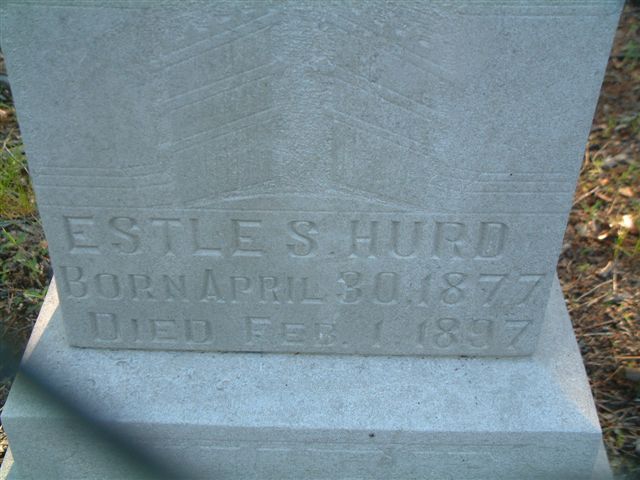 ESTLE S. HURD
BORN APRIL 30, 1877
DIED FEB. 1, 1897